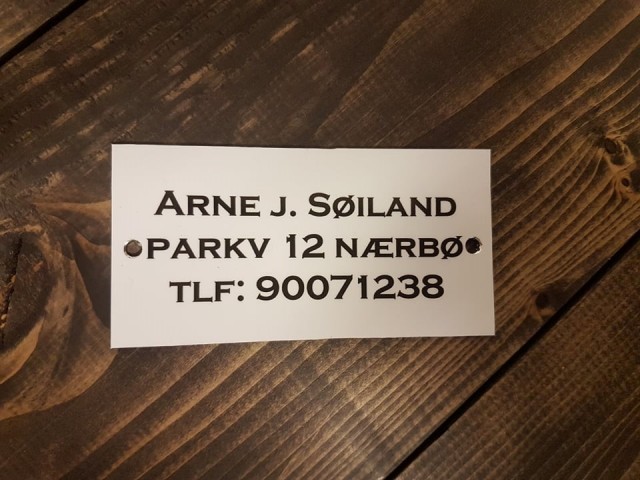 Arne J. Søiland
Parkv 12 Nærbø
Tlf: 90071238